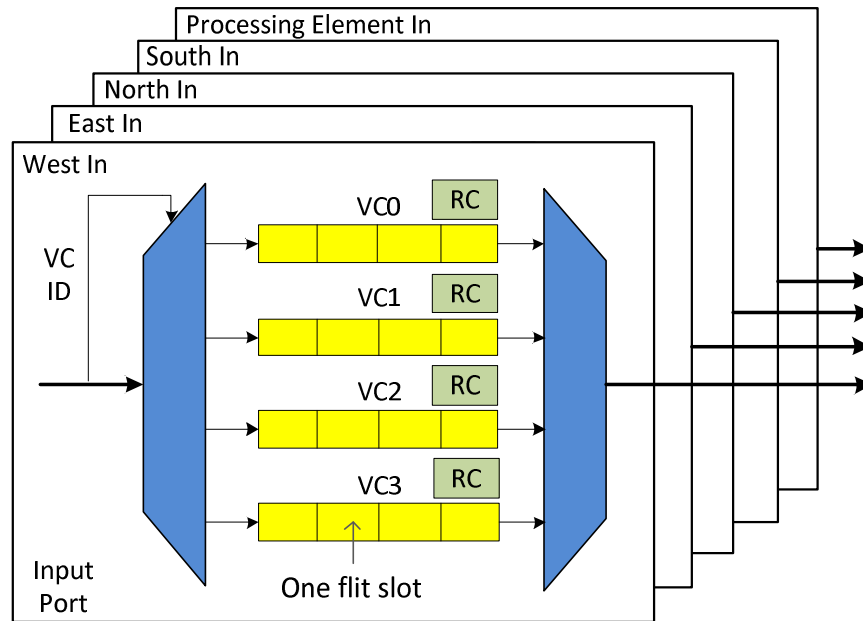 Processing Element In
South In
North In
East In
West In
VC
ID
VC0
RC
VC1
RC
VC2
RC
VC3
RC
One flit slot
Input
Port